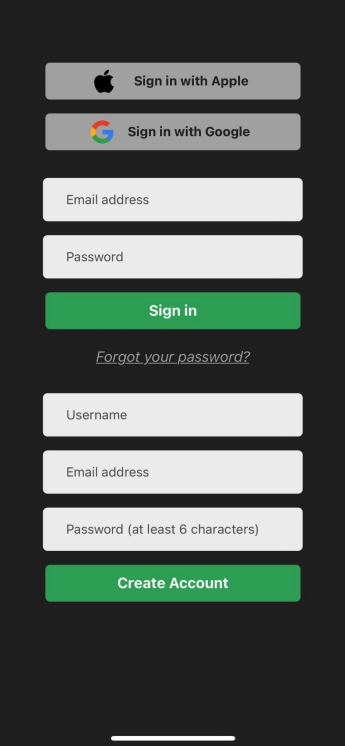 Sign in with Apple
Sign in with Google
Email address
Password
Sign in
Forgot your password?
Username
Email address
Password (at least 6 characters)
Create Account